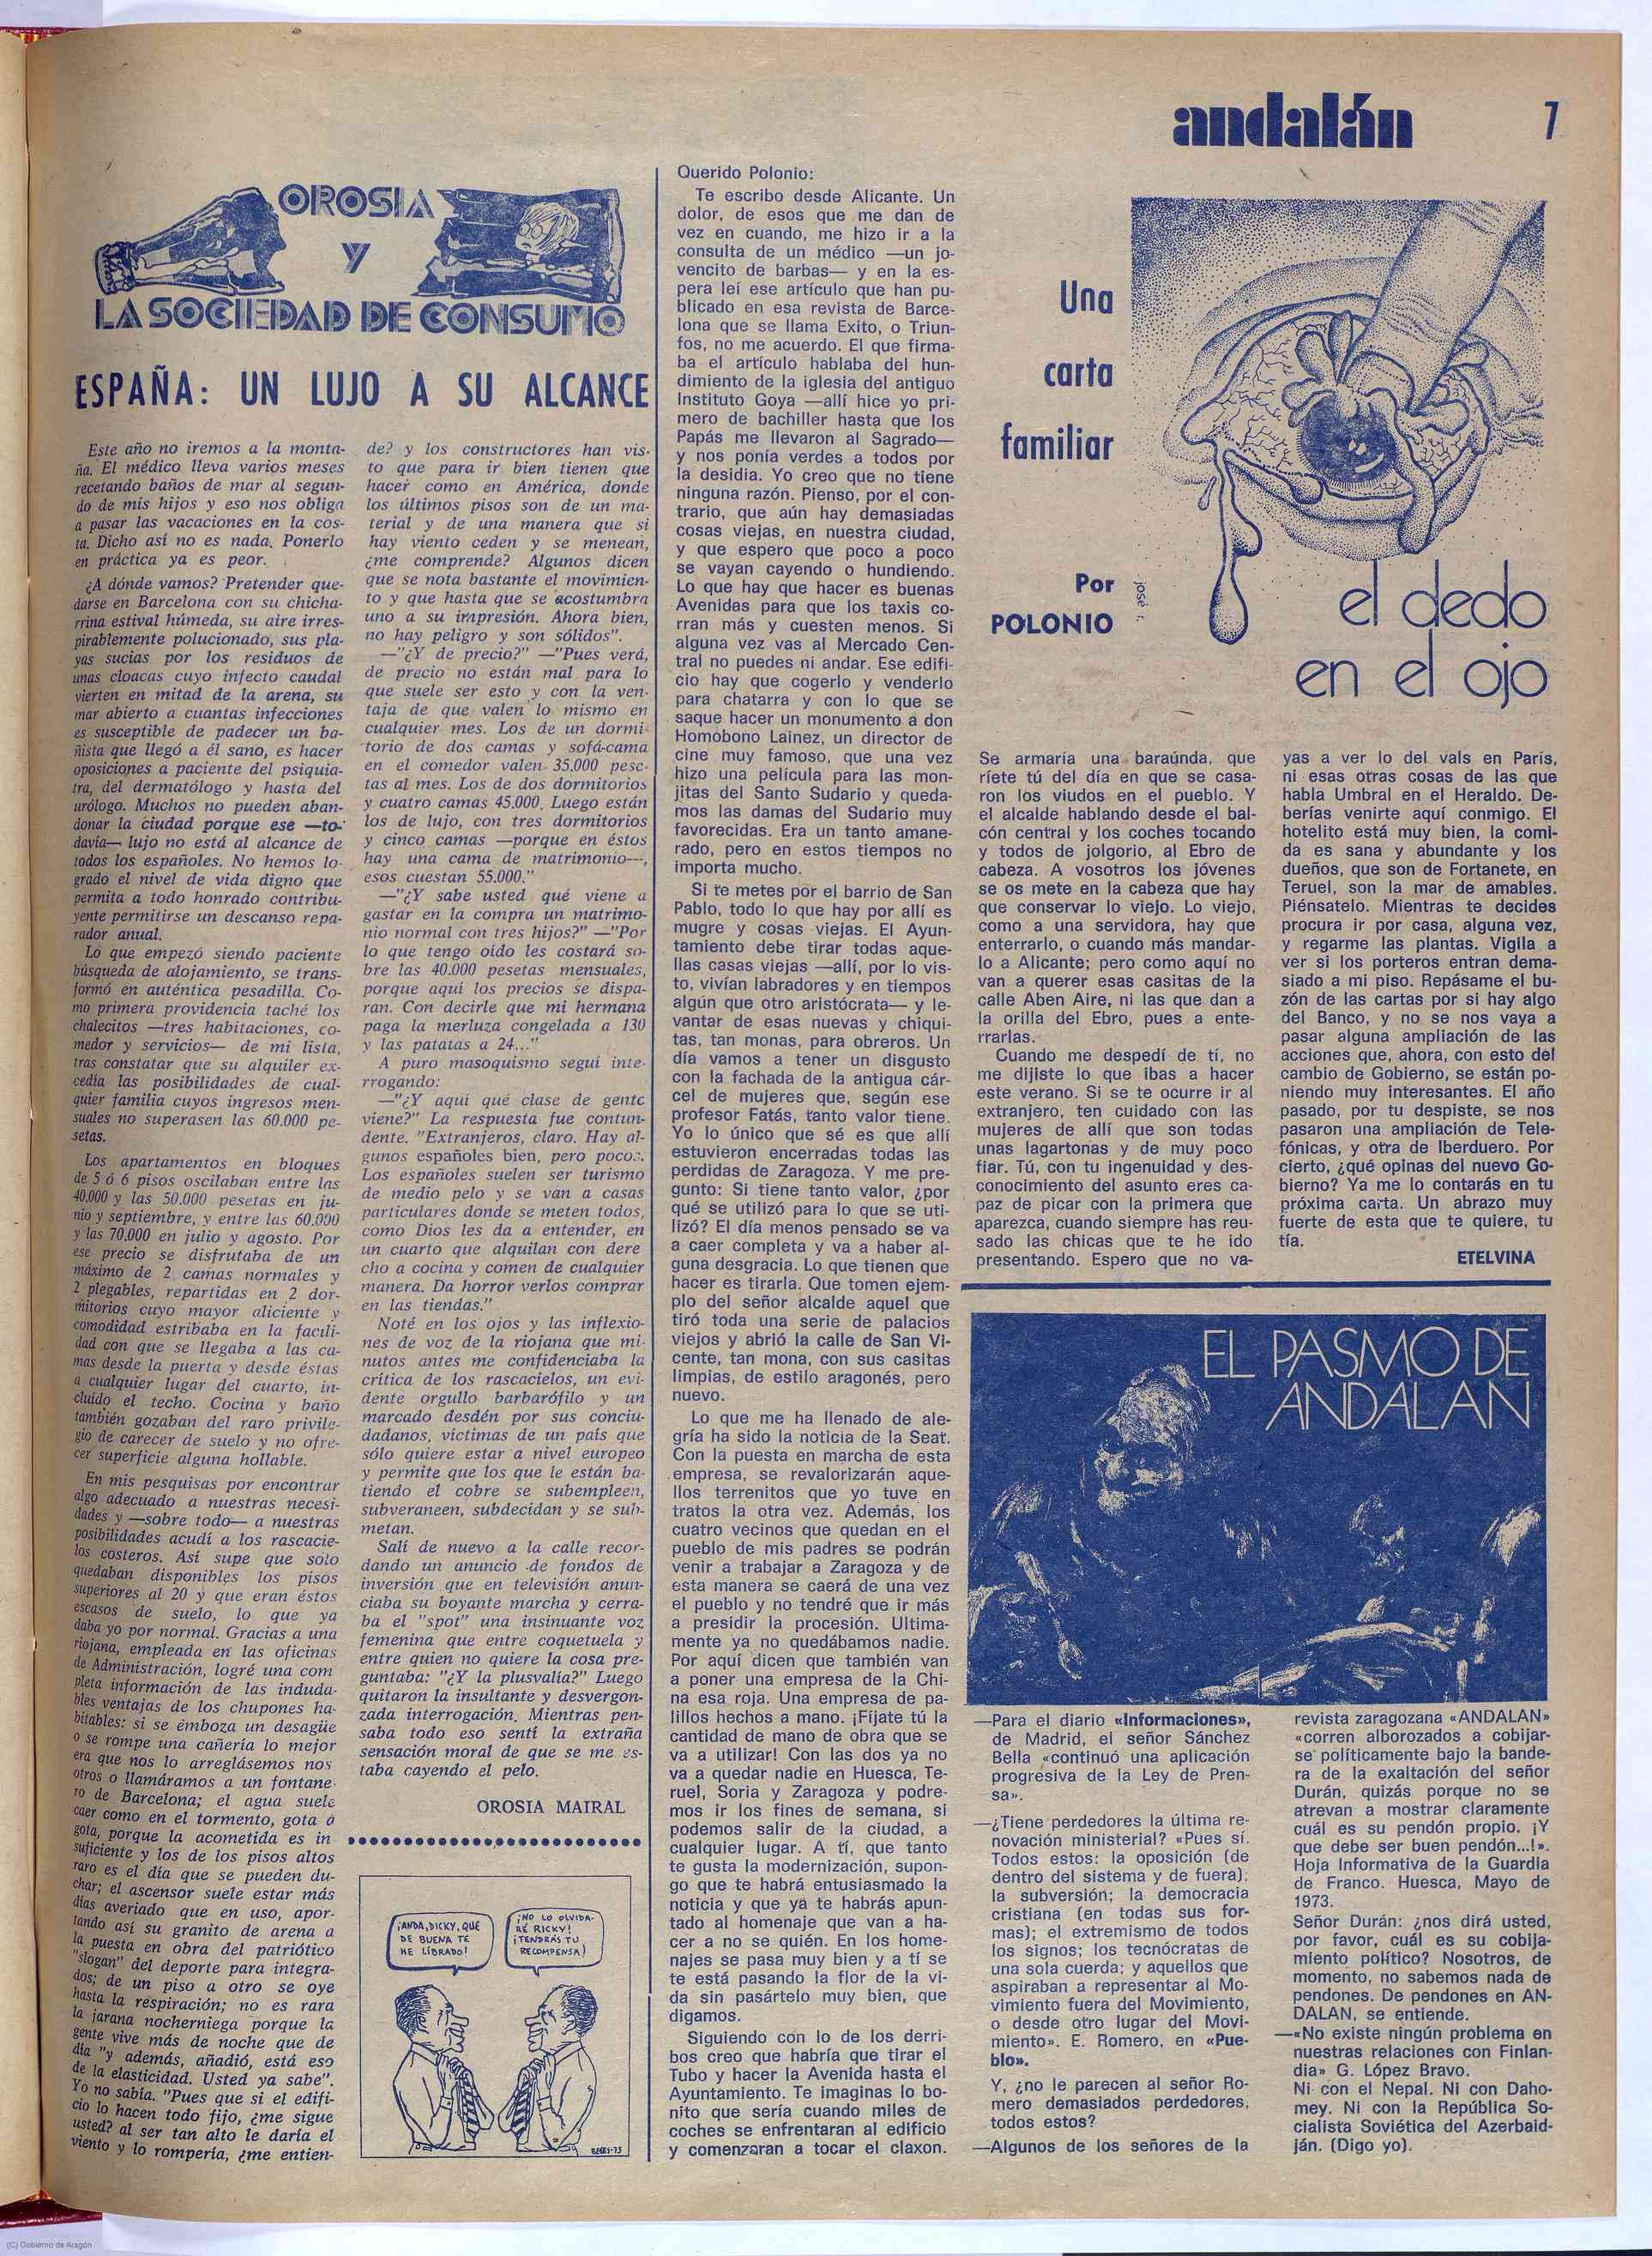 andalán
7
OROSIA
Y
LA SOCIEDAD DE CONSUMO
ESPAÑA: UN LUJO A SU ALCANCE
Este año no iremos a la monta-
ña. El médico lleva varios meses
recetando baños de mar al segun-
do de mis hijos y eso nos obliga
a pasar las vacaciones en la cos-
ta. Dicho así no es nada. Ponerlo
en práctica ya es peor.
¿A dónde vamos? Pretender que-
darse en Barcelona con su chicha-
rrina estival húmeda, su aire irres-
pirablemente polucionado, sus pla-
yas sucias por los residuos de
unas cloacas cuyo infecto caudal
vierten en mitad de la arena, su
mar abierto a cuantas infecciones
es susceptible de padecer un ba-
ñista que llegó a él sano, es hacer
oposiciones a paciente del psiquia-
tra, del dermatólogo y hasta del
urólogo. Muchos no pueden aban-
donar la ciudad porque ese —to-
davía— lujo no está al alcance de
todos los españoles. No hemos lo-
grado el nivel de vida digno que
permita a todo honrado contribu-
yente permitirse un descanso repa-
rador anual.
Lo que empezó siendo paciente
búsqueda de alojamiento, se trans-
formó en auténtica pesadilla. Co-
mo primera providencia taché los
chalecitos —tres habitaciones, co-
medor y servicios— de mi lista,
tras constatar que su alquiler ex-
cedía las posibilidades de cual-
quier familia cuyos ingresos men-
suales no superasen las 60.000 pe-
setas.
Los apartamentos en bloques
de 5 ó 6 pisos oscilaban entre las
40.000 y las 50.000 pesetas en ju-
nio y septiembre, y entre las 60.000
y las 70.000 en julio y agosto. Por
ese precio se disfrutaba de un
máximo de 2 camas normales y
2 plegables, repartidas en 2 dor-
mitorios cuyo mayor aliciente y
comodidad estribaba en la facili-
dad con que se llegaba a las ca-
mas desde la puerta y desde éstas
a cualquier lugar del cuarto, in-
cluido el techo. Cocina y baño
también gozaban del raro privile-
gio de carecer de suelo y no ofre-
cer superficie alguna hollable.
En mis pesquisas por encontrar
algo adecuado a nuestras necesi-
dades y —sobre todo— a nuestras
posibilidades acudí a los rascacie-
los costeros. Así supe que sólo
quedaban disponibles los pisos
superiores al 20 y que eran éstos
escasos de suelo, lo que ya
daba yo por normal. Gracias a una
riojana, empleada en las oficinas
de Administración, logré una com
pleta información de las induda-
bles ventajas de los chupones ha-
bitables: si se emboza un desagüe
o se rompe una cañería lo mejor
era que nos lo arreglásemos nos
otros o llamáramos a un fontane-
ro de Barcelona; el agua suele
caer como en el tormento, gota a
gota, porque la acometida es in
suficiente y los de los pisos altos
raro es el día que se pueden du-
char; el ascensor suele estar más
días averiado que en uso, apor-
tando así su granito de arena a
la puesta en obra del patriótico
"slogan" del deporte para integra-
dos; de un piso a otro se oye
hasta la respiración; no es rara
la jarana nocherniega porque la
gente vive más de noche que de
día "y además, añadió, está eso
de la elasticidad. Usted ya sabe".
Yo no sabía. "Pues que si el edifi-
cio lo hacen todo fijo, ¿me sigue
usted? al ser tan alto le daría el
viento y lo rompería, ¿me entien-
de? y los constructores han vis-
to que para ir bien tienen que
hacer como en América, donde
los últimos pisos son de un ma-
terial y de una manera que si
hay viento ceden y se menean,
¿me comprende? Algunos dicen
que se nota bastante el movimien-
to y que hasta que se acostumbra
uno a su impresión. Ahora bien,
no hay peligro y son sólidos".
—"¿Y de precio?" —"Pues verá,
de precio no están mal para lo
que suele ser esto y con la ven-
taja de que valen lo mismo en
cualquier mes. Los de un dormi-
torio de dos camas y sofá-cama
en el comedor valen 35.000 pese-
tas al mes. Los de dos dormitorios
y cuatro camas 45.000. Luego están
los de lujo, con tres dormitorios
y cinco camas —porque en éstos
hay una cama de matrimonio—,
esos cuestan 55.000."
—"¿Y sabe usted qué viene a
gastar en la compra un matrimo-
nio normal con tres hijos?" —"Por
lo que tengo oído les costará so-
bre las 40.000 pesetas mensuales,
porque aquí los precios se dispa-
ran. Con decirle que mi hermana
paga la merluza congelada a 130
y las patatas a 24..."
A puro masoquismo seguí inte-
rrogando:
—"¿Y aquí qué clase de gente
viene?" La respuesta fue contun-
dente. "Extranjeros, claro. Hay al-
gunos españoles bien, pero pocos.
Los españoles suelen ser turismo
de medio pelo y se van a casas
particulares donde se meten todos,
como Dios les da a entender, en
un cuarto que alquilan con dere
cho a cocina y comen de cualquier
manera. Da horror verlos comprar
en las tiendas."
Noté en los ojos y las inflexio-
nes de voz de la riojana que mi-
nutos antes me confidenciaba la
crítica de los rascacielos, un evi-
dente orgullo barbarófilo y un
marcado desdén por sus conciu-
dadanos, víctimas de un país que
sólo quiere estar a nivel europeo
y permite que los que le están ba-
tiendo el cobre se subempleen,
subveraneen, subdecidan y se sub-
metan.
Salí de nuevo a la calle recor-
dando un anuncio de fondos de
inversión que en televisión anun-
ciaba su boyante marcha y cerra-
ba el "spot" una insinuante voz
femenina que entre coquetuela y
entre quien no quiere la cosa pre-
guntaba: "¿Y la plusvalía?" Luego
quitaron la insultante y desvergon-
zada interrogación. Mientras pen-
saba todo eso sentí la extraña
sensación moral de que se me es-
taba cayendo el pelo.
OROSIA MAIRAL
¡ANDA, DICKY, QUE
DE BUENA TE
HE LIBRADO!
¡NO LO OLVIDA-
RÉ RICKY!
¡TENDRÁS TU
RECOMPENSA!
Querido Polonio:
Te escribo desde Alicante. Un
dolor, de esos que me dan de
vez en cuando, me hizo ir a la
consulta de un médico —un jo-
vencito de barbas— y en la es-
pera leí ese artículo que han pu-
blicado en esa revista de Barce-
lona que se llama Exito, o Triun-
fos, no me acuerdo. El que firma-
ba el artículo hablaba del hun-
dimiento de la iglesia del antiguo
Instituto Goya —allí hice yo pri-
mero de bachiller hasta que los
Papás me llevaron al Sagrado—
y nos ponía verdes a todos por
la desidia. Yo creo que no tiene
ninguna razón. Pienso, por el con-
trario, que aún hay demasiadas
cosas viejas, en nuestra ciudad,
y que espero que poco a poco
se vayan cayendo o hundiendo.
Lo que hay que hacer es buenas
Avenidas para que los taxis co-
rran más y cuesten menos. Si
alguna vez vas al Mercado Cen-
tral no puedes ni andar. Ese edifi-
cio hay que cogerlo y venderlo
para chatarra y con lo que se
saque hacer un monumento a don
Homobono Lainez, un director de
cine muy famoso, que una vez
hizo una película para las mon-
jitas del Santo Sudario y queda-
mos las damas del Sudario muy
favorecidas. Era un tanto amane-
rado, pero en estos tiempos no
importa mucho.
Si te metes por el barrio de San
Pablo, todo lo que hay por allí es
mugre y cosas viejas. El Ayun-
tamiento debe tirar todas aque-
llas casas viejas —allí, por lo vis-
to, vivían labradores y en tiempos
algún que otro aristócrata— y le-
vantar de esas nuevas y chiqui-
tas, tan monas, para obreros. Un
día vamos a tener un disgusto
con la fachada de la antigua cár-
cel de mujeres que, según ese
profesor Fatás, tanto valor tiene.
Yo lo único que sé es que allí
estuvieron encerradas todas las
perdidas de Zaragoza. Y me pre-
gunto: Si tiene tanto valor, ¿por
qué se utilizó para lo que se uti-
lizó? El día menos pensado se va
a caer completa y va a haber al-
guna desgracia. Lo que tienen que
hacer es tirarla. Que tomen ejem-
plo del señor alcalde aquel que
tiró toda una serie de palacios
viejos y abrió la calle de San Vi-
cente, tan mona, con sus casitas
limpias, de estilo aragonés, pero
nuevo.
Lo que me ha llenado de ale-
gría ha sido la noticia de la Seat.
Con la puesta en marcha de esta
empresa, se revalorizarán aque-
llos terrenitos que yo tuve en
tratos la otra vez. Además, los
cuatro vecinos que quedan en el
pueblo de mis padres se podrán
venir a trabajar a Zaragoza y de
esta manera se caerá de una vez
el pueblo y no tendré que ir más
a presidir la procesión. Ultima-
mente ya no quedábamos nadie.
Por aquí dicen que también van
a poner una empresa de la Chi-
na esa roja. Una empresa de pa-
lillos hechos a mano. ¡Fíjate tú la
cantidad de mano de obra que se
va a utilizar! Con las dos ya no
va a quedar nadie en Huesca, Te-
ruel, Soria y Zaragoza y podre-
mos ir los fines de semana, si
podemos salir de la ciudad, a
cualquier lugar. A tí, que tanto
te gusta la modernización, supon-
go que te habrá entusiasmado la
noticia y que ya te habrás apun-
tado al homenaje que van a ha-
cer a no se quién. En los home-
najes se pasa muy bien y a tí se
te está pasando la flor de la vi-
da sin pasártelo muy bien, que
digamos.
Siguiendo con lo de los derri-
bos creo que habría que tirar el
Tubo y hacer la Avenida hasta el
Ayuntamiento. Te imaginas lo bo-
nito que sería cuando miles de
coches se enfrentaran al edificio
y comenzaran a tocar el claxon.
Una
carta
familiar
Por
POLONIO
el dedo
en el ojo
Se armaría una baraúnda, que
ríete tú del día en que se casa-
ron los viudos en el pueblo. Y
el alcalde hablando desde el bal-
cón central y los coches tocando
y todos de jolgorio, al Ebro de
cabeza. A vosotros los jóvenes
se os mete en la cabeza que hay
que conservar lo viejo. Lo viejo,
como a una servidora, hay que
enterrarlo, o cuando más mandar-
lo a Alicante; pero como aquí no
van a querer esas casitas de la
calle Aben Aire, ni las que dan a
la orilla del Ebro, pues a ente-
rrarlas.
Cuando me despedí de tí, no
me dijiste lo que ibas a hacer
este verano. Si se te ocurre ir al
extranjero, ten cuidado con las
mujeres de allí que son todas
unas lagartonas y de muy poco
fiar. Tú, con tu ingenuidad y des-
conocimiento del asunto eres ca-
paz de picar con la primera que
aparezca, cuando siempre has reu-
sado las chicas que te he ido
presentando. Espero que no va-
yas a ver lo del vals en París,
ni esas otras cosas de las que
habla Umbral en el Heraldo. De-
berías venirte aquí conmigo. El
hotelito está muy bien, la comi-
da es sana y abundante y los
dueños, que son de Fortanete, en
Teruel, son la mar de amables.
Piénsatelo. Mientras te decides
procura ir por casa, alguna vez,
y regarme las plantas. Vigila a
ver si los porteros entran dema-
siado a mi piso. Repásame el bu-
zón de las cartas por si hay algo
del Banco, y no se nos vaya a
pasar alguna ampliación de las
acciones que, ahora, con esto del
cambio de Gobierno, se están po-
niendo muy interesantes. El año
pasado, por tu despiste, se nos
pasaron una ampliación de Tele-
fónicas, y otra de Iberduero. Por
cierto, ¿qué opinas del nuevo Go-
bierno? Ya me lo contarás en tu
próxima carta. Un abrazo muy
fuerte de esta que te quiere, tu
tía.
ETELVINA
EL PASMO DE
ANDALAN
—Para el diario «Informaciones»,
de Madrid, el señor Sánchez
Bella «continuó una aplicación
progresiva de la Ley de Pren-
sa».
—¿Tiene perdedores la última re-
novación ministerial? «Pues sí.
Todos estos: la oposición (de
dentro del sistema y de fuera);
la subversión; la democracia
cristiana (en todas sus for-
mas); el extremismo de todos
los signos; los tecnócratas de
una sola cuerda; y aquellos que
aspiraban a representar al Mo-
vimiento fuera del Movimiento,
o desde otro lugar del Movi-
miento». E. Romero, en «Pue-
blo».
Y, ¿no le parecen al señor Ro-
mero demasiados perdedores,
todos estos?
—Algunos de los señores de la
revista zaragozana «ANDALAN»
«corren alborozados a cobijar-
se políticamente bajo la bande-
ra de la exaltación del señor
Durán, quizás porque no se
atrevan a mostrar claramente
cuál es su pendón propio. ¡Y
que debe ser buen pendón...!».
Hoja Informativa de la Guardia
de Franco. Huesca, Mayo de
1973.
Señor Durán: ¿nos dirá usted,
por favor, cuál es su cobija-
miento político? Nosotros, de
momento, no sabemos nada de
pendones. De pendones en AN-
DALAN, se entiende.
—«No existe ningún problema en
nuestras relaciones con Finlan-
dia» G. López Bravo.
Ni con el Nepal. Ni con Daho-
mey. Ni con la República So-
cialista Soviética del Azerbaid-
ján. (Digo yo).
(C) Gobierno de Aragón